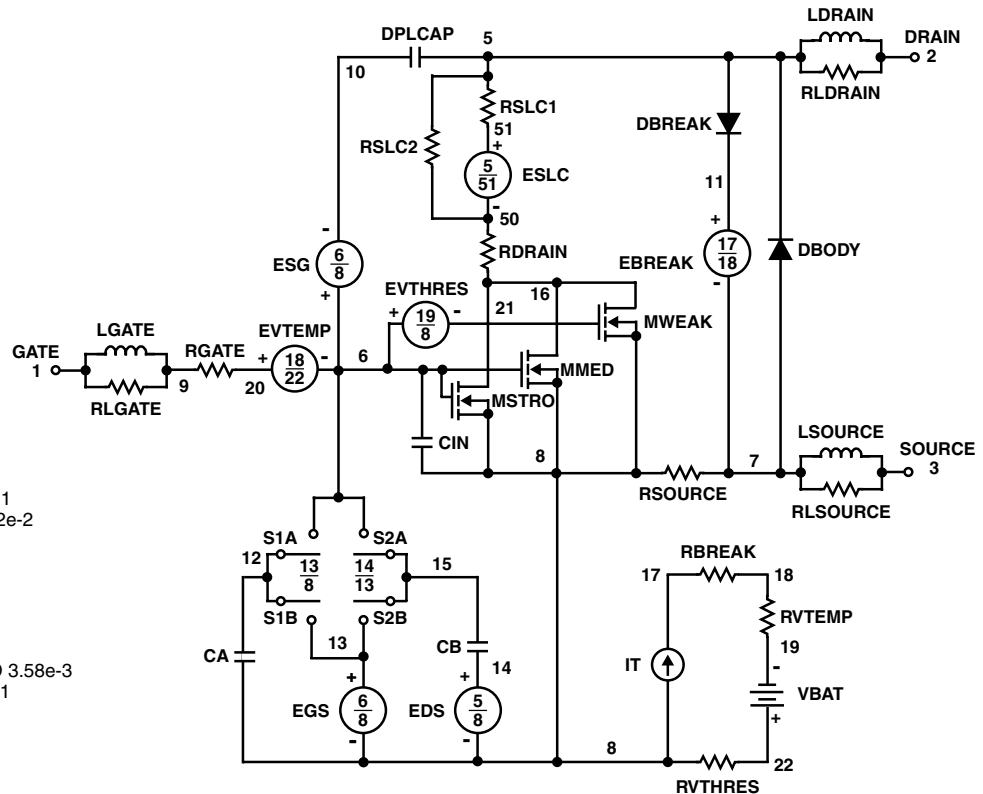 LDRAIN
DPLCAP 5 DRAIN
10 2
RLDRAIN
RSLC1
51
DBREAK
RSLC2
+
5
51
ESLC
11
-
50
-
+
RDRAIN
17
18
DBODY
ESG
6
8
EBREAK
EVTHRES
16
-
+
+ 19
8 -
21
MWEAK
LGATE
EVTEMP
GATE
1
RGATE
+ 18
22 -
6
MMED
9
20
MSTRO
RLGATE
LSOURCE
CIN
8
7
SOURCE
3
RSOURCE
RLSOURCE
1
2e-2
S1A
S2A
RBREAK
12
13
8
14
13
15
17
18
RVTEMP
S1B
S2B
13
CB
19
CA
IT
-
14
3.58e-3
1
+
+
VBAT
EGS
6
8
EDS
5
8
+
-
-
8
22
RVTHRES